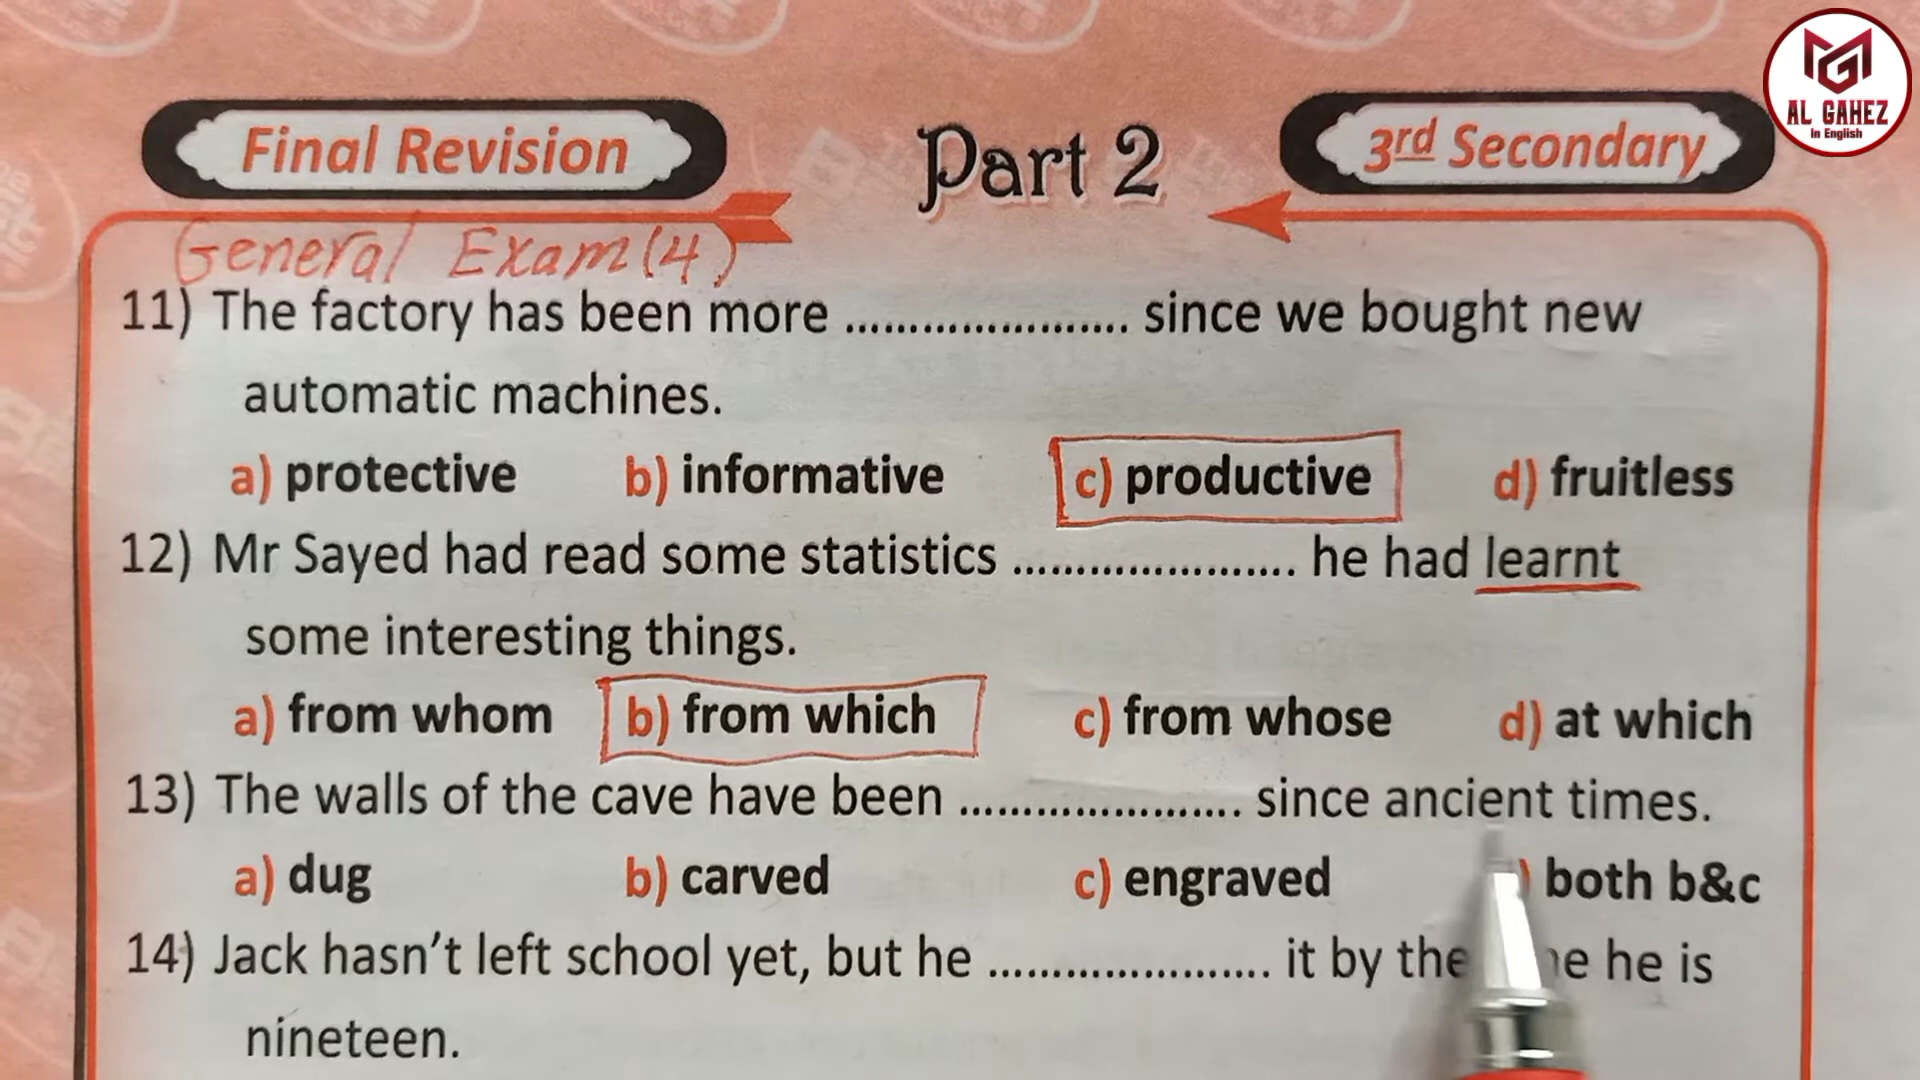 AL GAHEZ
in English
Final Revision
Part 2
3rd Secondary
General Exam (4)
11) The factory has been more ...................... since we bought new
automatic machines.
a) protective b) informative c) productive d) fruitless
12) Mr Sayed had read some statistics ...................... he had learnt
some interesting things.
a) from whom b) from which c) from whose d) at which
13) The walls of the cave have been ...................... since ancient times.
a) dug b) carved c) engraved ) both b&c
14) Jack hasn't left school yet, but he ...................... it by the he is
nineteen.